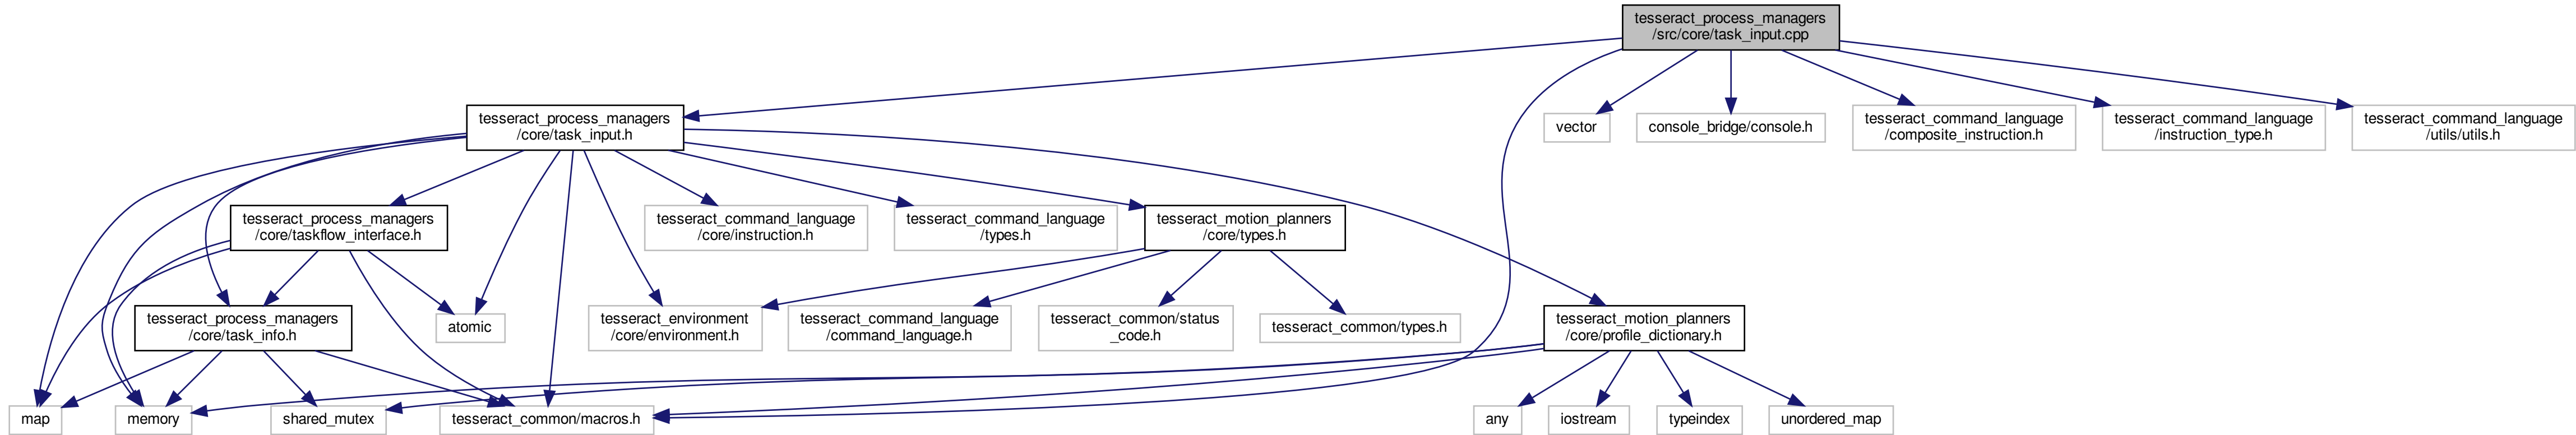 tesseract_process_managers
/src/core/task_input.cpp
tesseract_process_managers
/core/task_input.h
vector
console_bridge/console.h
tesseract_command_language
/composite_instruction.h
tesseract_command_language
/instruction_type.h
tesseract_command_language
/utils/utils.h
tesseract_process_managers
/core/taskflow_interface.h
tesseract_command_language
/core/instruction.h
tesseract_command_language
/types.h
tesseract_motion_planners
/core/types.h
tesseract_process_managers
/core/task_info.h
atomic
tesseract_environment
/core/environment.h
tesseract_command_language
/command_language.h
tesseract_common/status
_code.h
tesseract_common/types.h
tesseract_motion_planners
/core/profile_dictionary.h
map
memory
shared_mutex
tesseract_common/macros.h
any
iostream
typeindex
unordered_map